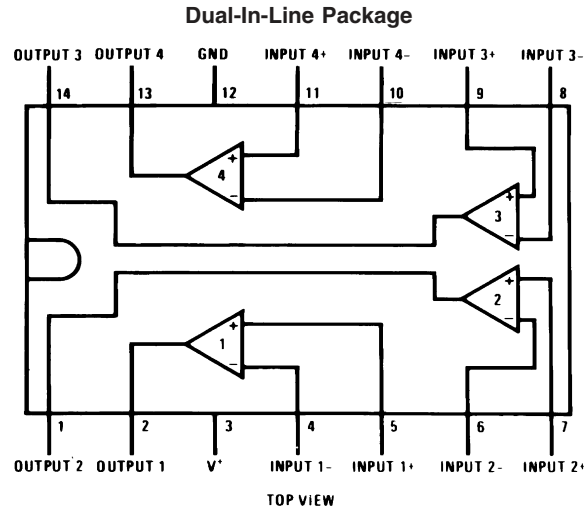 Dual-In-Line Package
OUTPUT 3 OUTPUT 4 GND INPUT 4+ INPUT 4- INPUT 3+ INPUT 3-
14 13 12 11 10 9 8
+
4
-
+
3
-
+
2
-
+
1
-
1 2 3 4 5 6 7
OUTPUT 2 OUTPUT 1 V+ INPUT 1- INPUT 1+ INPUT 2- INPUT 2+
TOP VIEW